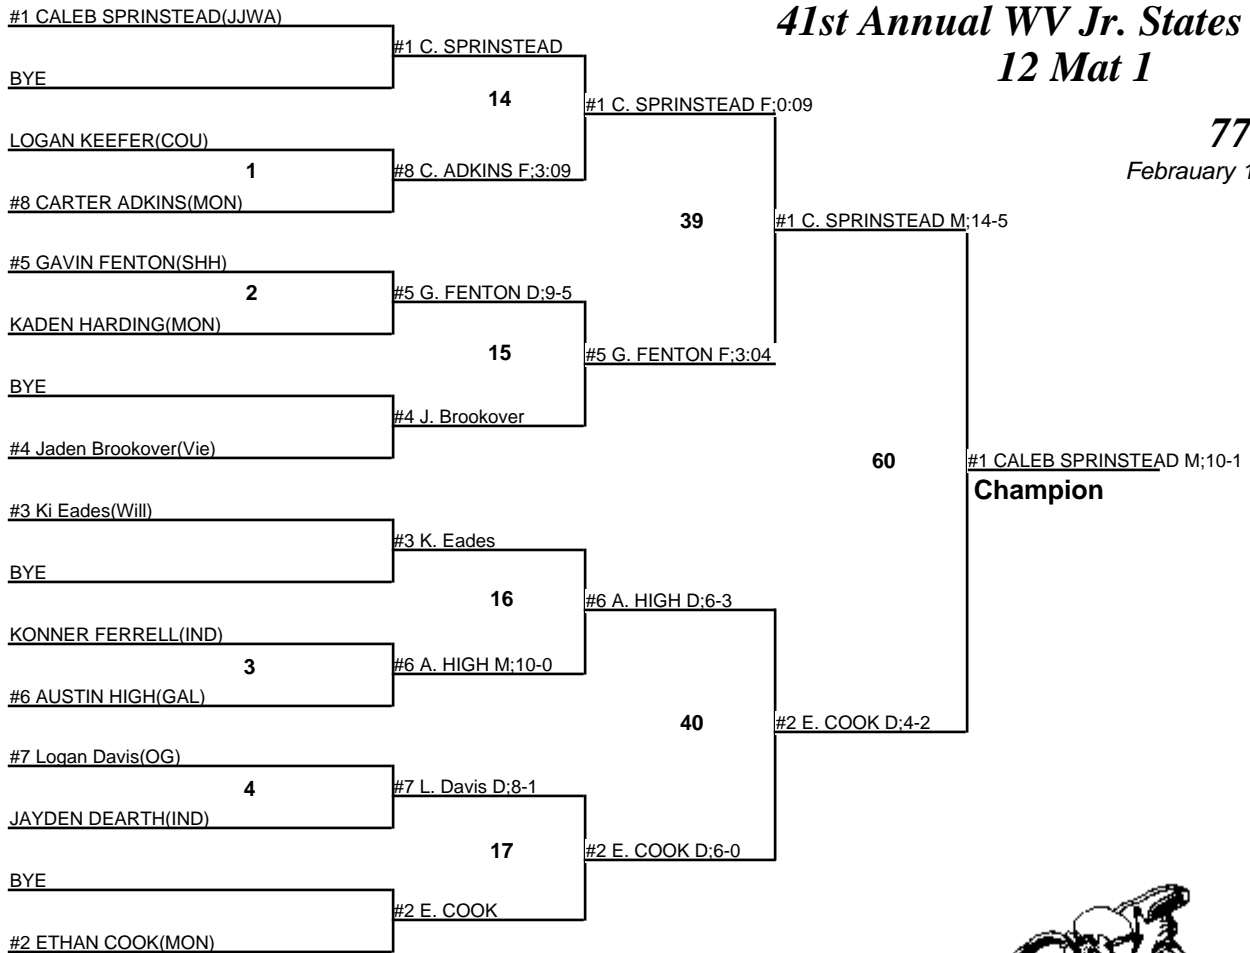 41st Annual WV Jr. States
12 Mat 1
77
Febrauary 1
#1 CALEB SPRINSTEAD(JJWA)
#1 C. SPRINSTEAD
BYE
14
#1 C. SPRINSTEAD F;0:09
LOGAN KEEFER(COU)
1
#8 C. ADKINS F;3:09
#8 CARTER ADKINS(MON)
39
#1 C. SPRINSTEAD M;14-5
#5 GAVIN FENTON(SHH)
2
#5 G. FENTON D;9-5
KADEN HARDING(MON)
15
#5 G. FENTON F;3:04
BYE
#4 J. Brookover
#4 Jaden Brookover(Vie)
60
#1 CALEB SPRINSTEAD M;10-1
Champion
#3 Ki Eades(Will)
#3 K. Eades
BYE
16
#6 A. HIGH D;6-3
KONNER FERRELL(IND)
3
#6 A. HIGH M;10-0
#6 AUSTIN HIGH(GAL)
40
#2 E. COOK D;4-2
#7 Logan Davis(OG)
4
#7 L. Davis D;8-1
JAYDEN DEARTH(IND)
17
#2 E. COOK D;6-0
BYE
#2 E. COOK
#2 ETHAN COOK(MON)